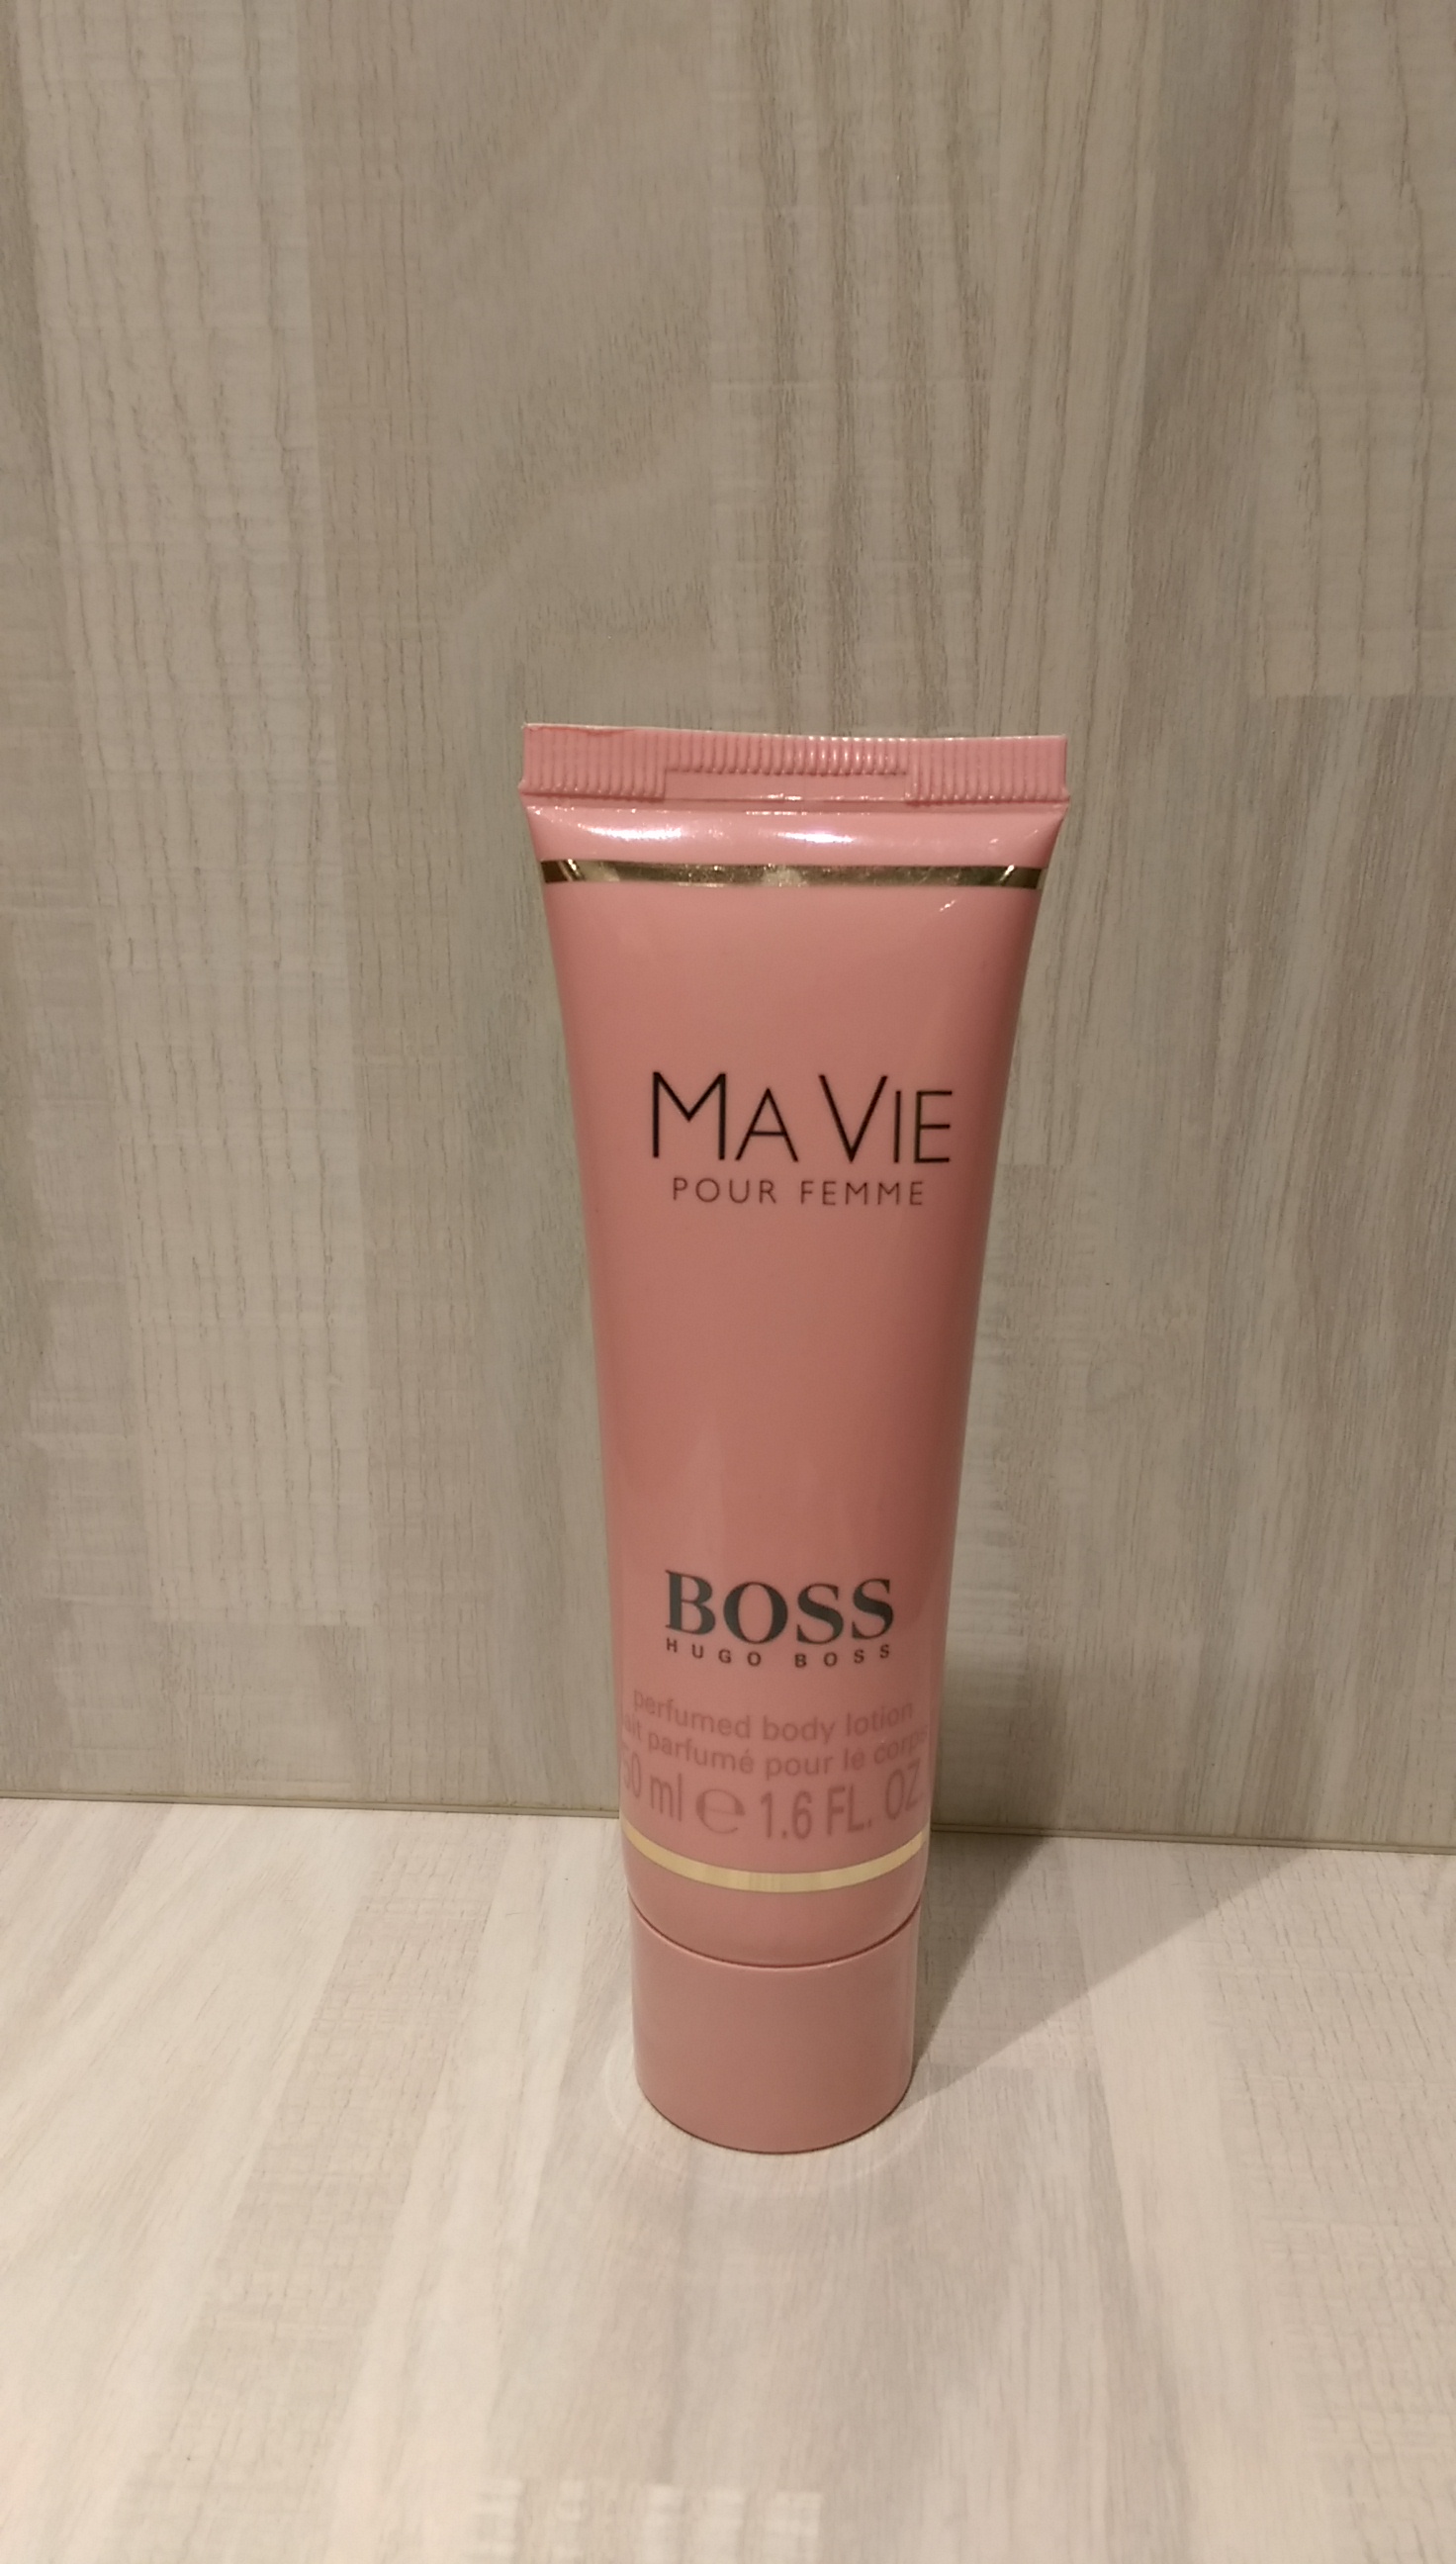 MA VIE
POUR FEMME
BOSS
HUGO BOSS
perfumed body lotion
parfumé pour le corps
ml e 1.6 FL. OZ